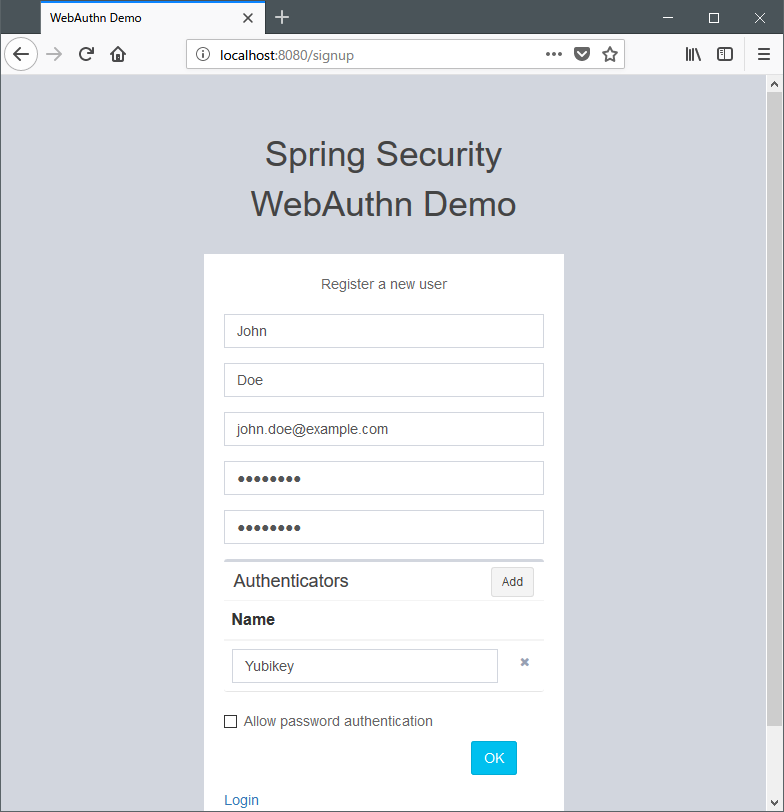 WebAuthn Demo
localhost:8080/signup
Spring Security
WebAuthn Demo
Register a new user
John
Doe
john.doe@example.com
●●●●●●●●
●●●●●●●●
Authenticators Add
Name
Yubikey
Allow password authentication
OK
Login